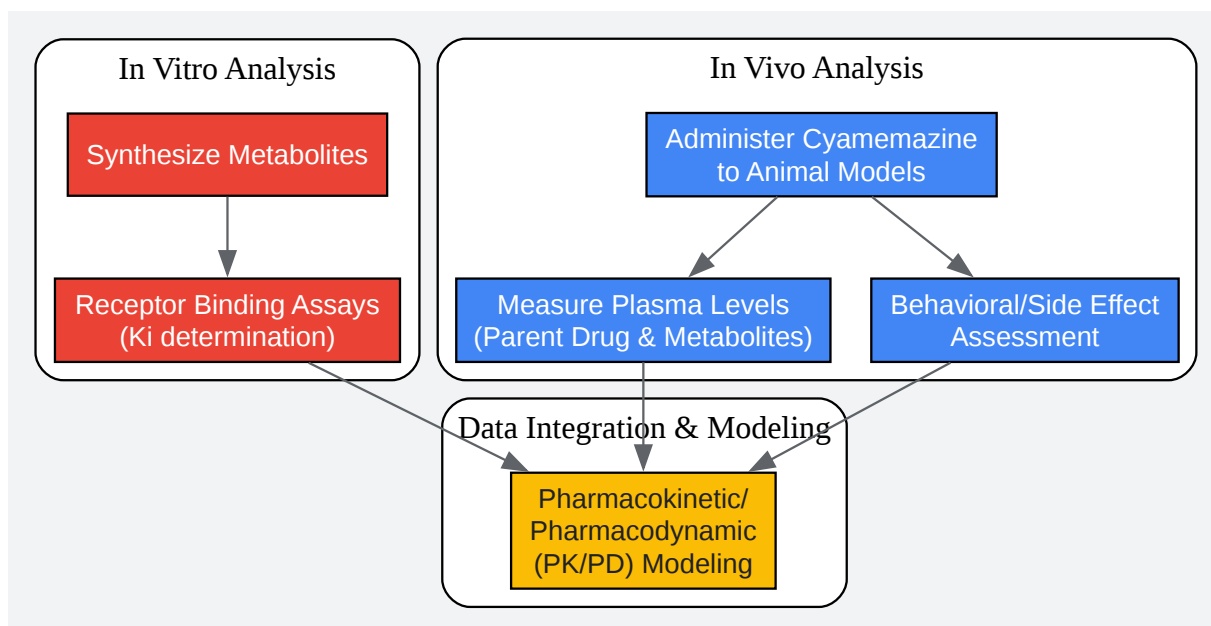 In Vitro Analysis
Synthesize Metabolites
Receptor Binding Assays
(Ki determination)
In Vivo Analysis
Administer Cyamemazine
to Animal Models
Measure Plasma Levels
(Parent Drug & Metabolites)
Behavioral/Side Effect
Assessment
Data Integration & Modeling
Pharmacokinetic/
Pharmacodynamic
(PK/PD) Modeling